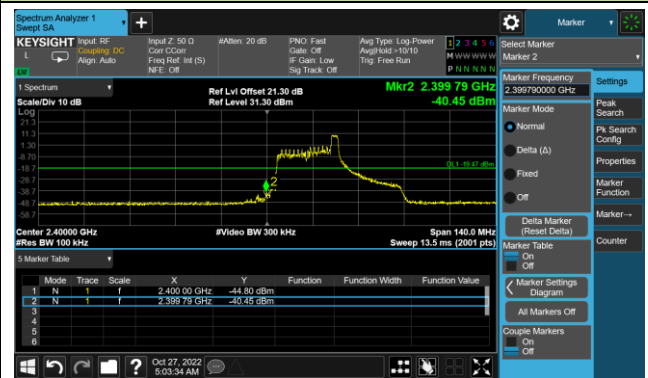 Spectrum Analyzer 1
Swept SA
Marker
KEYSIGHT
L
Input: RF
Coupling: DC
Align: Auto
Input Z: 50 Ω
Corr CCorr
Freq Ref: Int (S)
NFE: Off
#Atten: 20 dB
PNO: Fast
Gate: Off
IF Gain: Low
Sig Track: Off
Avg Type: Log-Power
Avg|Hold:>10/10
Trig: Free Run
1 2 3 4 5 6
M W W W W W
P N N N N N
Select Marker
Marker 2
1 Spectrum
Scale/Div 10 dB
Log
Ref Lvl Offset 21.30 dB
Ref Level 31.30 dBm
Mkr2 2.399 79 GHz
-40.45 dBm
21.3
11.3
1.30
-8.70
-18.7
-28.7
-38.7
-48.7
-58.7
DL1 -19.47 dBm
2
Center 2.40000 GHz
#Res BW 100 kHz
#Video BW 300 kHz
Span 140.0 MHz
Sweep 13.5 ms (2001 pts)
5 Marker Table
Mode Trace Scale X Y Function Function Width Function Value
1 N 1 f 2.400 00 GHz -44.80 dBm
2 N 1 f 2.399 79 GHz -40.45 dBm
3
4
5
6
Marker Frequency
2.399790000 GHz
Marker Mode
Normal
Delta (Δ)
Fixed
Off
Delta Marker
(Reset Delta)
Marker Table
On
Off
Marker Settings
Diagram
All Markers Off
Couple Markers
On
Off
Settings
Peak
Search
Pk Search
Config
Properties
Marker
Function
Marker→
Counter
?
Oct 27, 2022
5:03:34 AM